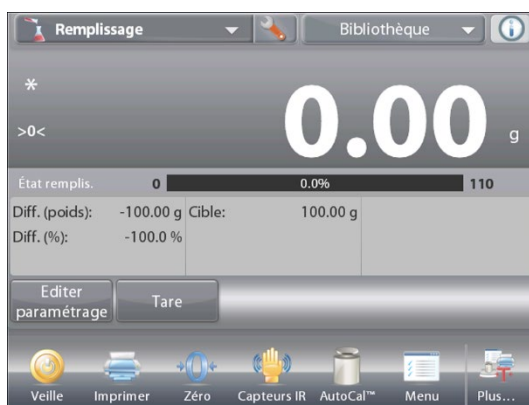 Remplissage Bibliothèque
*
>0< 0.00 g
État remplis. 0 0.0% 110
Diff. (poids): -100.00 g Cible: 100.00 g
Diff. (%): -100.0 %
Editer
paramétrage
Tare
Veille Imprimer Zéro Capteurs IR AutoCal™ Menu Plus...